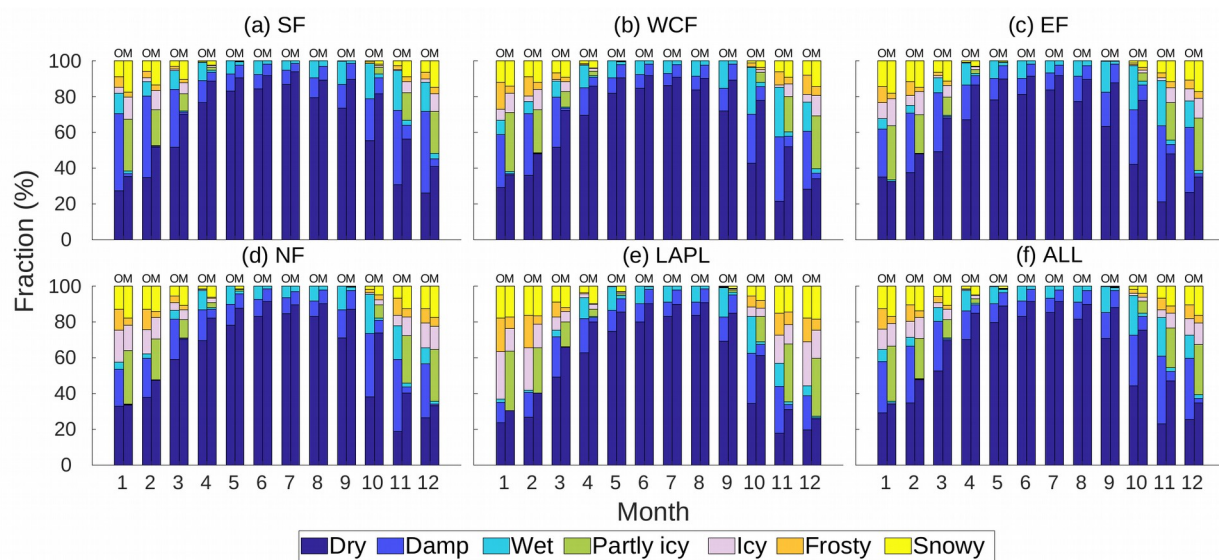 (a) SF (b) WCF (c) EF
OM OM OM OM OM OM OM OM OM OM OM OM OM OM OM OM OM OM OM OM OM OM OM OM OM OM OM OM OM OM OM OM OM OM OM OM
100
80
60
40
20
0
(d) NF (e) LAPL (f) ALL
OM OM OM OM OM OM OM OM OM OM OM OM OM OM OM OM OM OM OM OM OM OM OM OM OM OM OM OM OM OM OM OM OM OM OM OM
100
80
60
40
20
0
Fraction (%)
1 2 3 4 5 6 7 8 9 10 11 12 1 2 3 4 5 6 7 8 9 10 11 12 1 2 3 4 5 6 7 8 9 10 11 12
Month
Dry Damp Wet Partly icy Icy Frosty Snowy